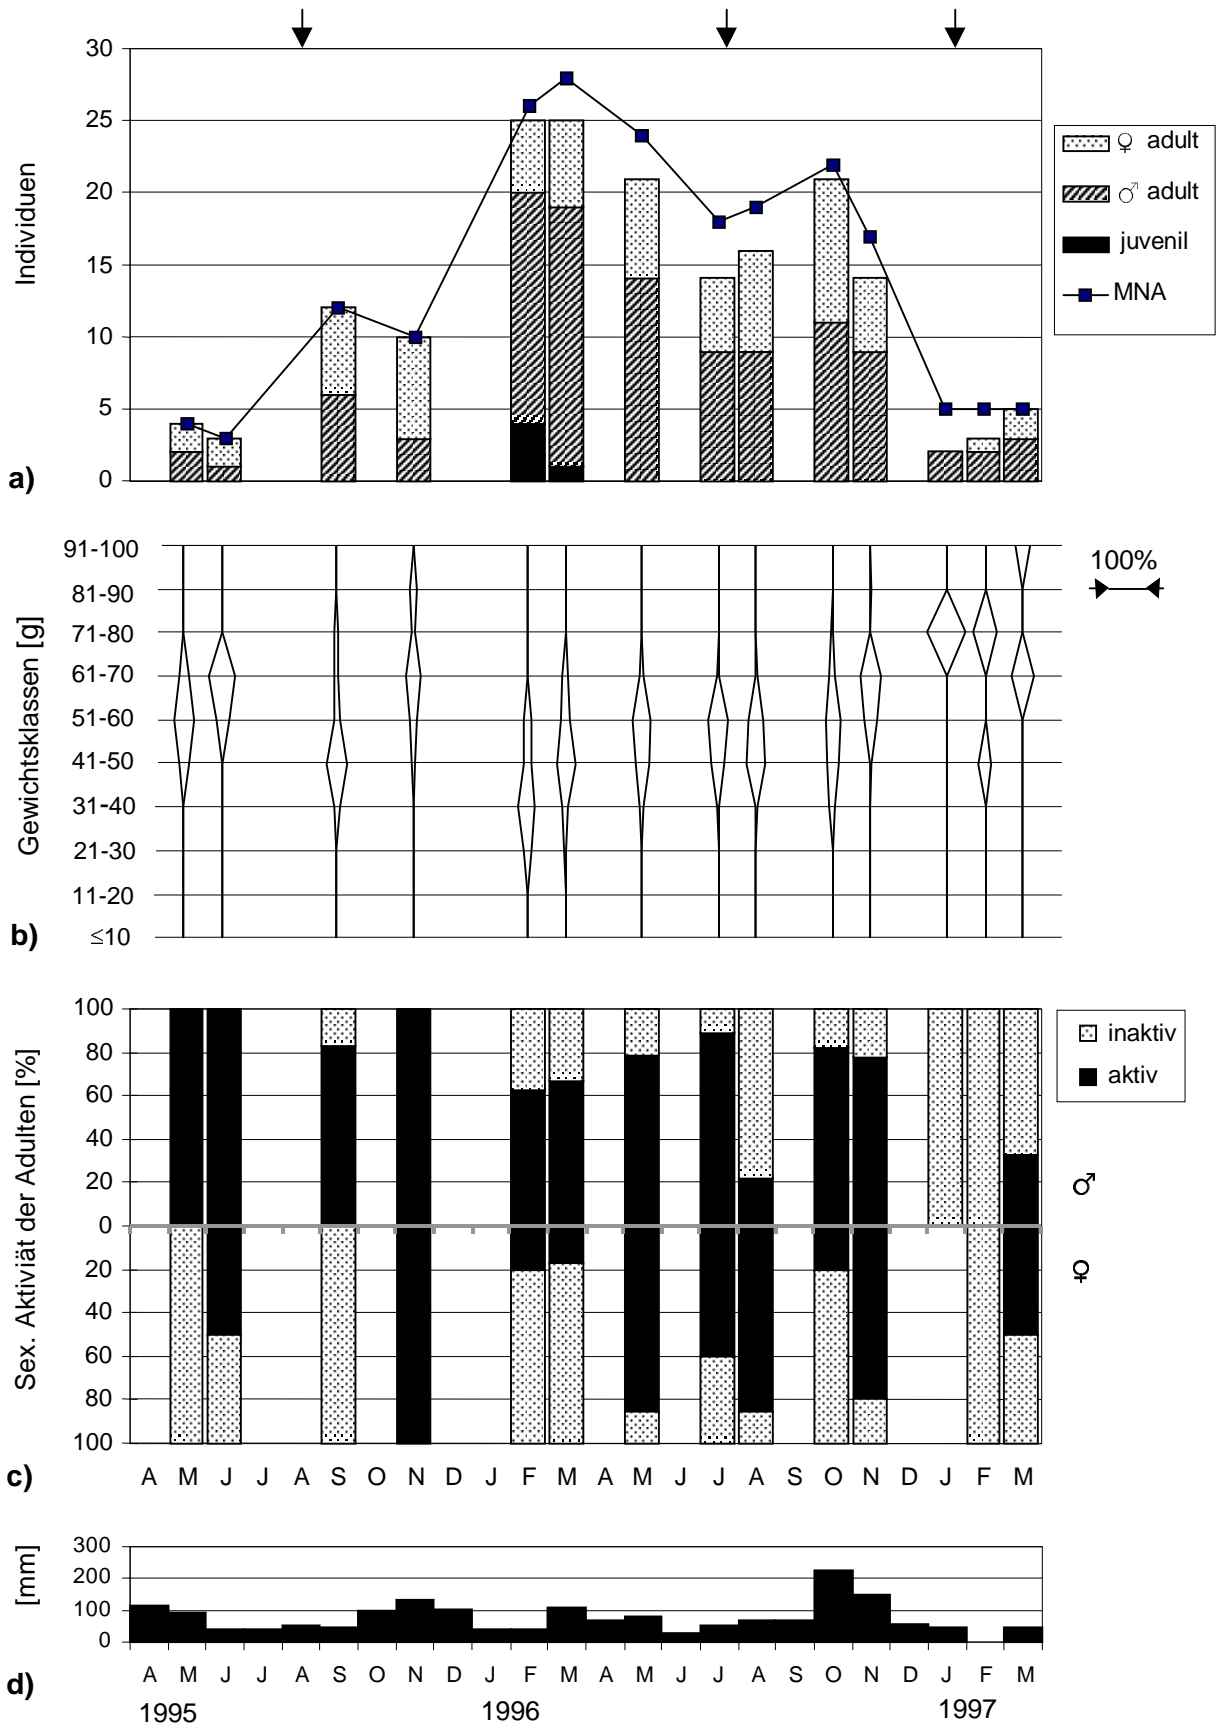 30
25
20
15
10
5
0
Individuen
a)
♀ adult
♂ adult
juvenil
MNA
91-100
81-90
71-80
61-70
51-60
41-50
31-40
21-30
11-20
≤10
Gewichtsklassen [g]
b)
100%
100
80
60
40
20
0
20
40
60
80
100
Sex. Aktiviät der Adulten [%]
c)
inaktiv
aktiv
♂
♀
A M J J A S O N D J F M A M J J A S O N D J F M
300
200
100
0
[mm]
d)
A M J J A S O N D J F M A M J J A S O N D J F M
1995 1996 1997